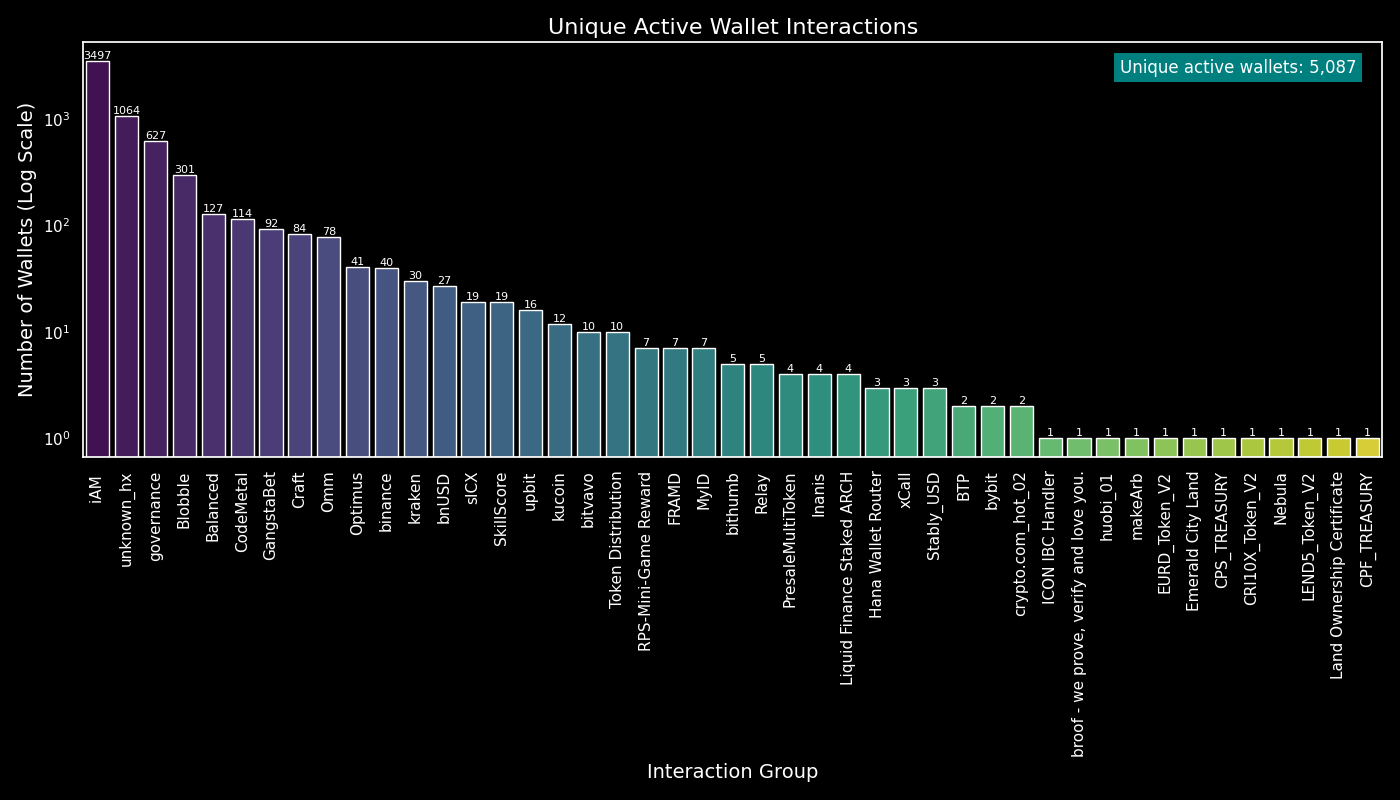 Unique Active Wallet Interactions
Unique active wallets: 5,087
Number of Wallets (Log Scale)
10³
10²
10¹
10⁰
3497
1064
627
301
127
114
92
84
78
41
40
30
27
19
19
16
12
10
10
7
7
7
5
5
4
4
4
3
3
3
2
2
2
1
1
1
1
1
1
1
1
1
1
1
1
iAM
unknown_hx
governance
Blobble
Balanced
CodeMetal
GangstaBet
Craft
Omm
Optimus
binance
kraken
bnUSD
sICX
SkillScore
upbit
kucoin
bitvavo
Token Distribution
RPS-Mini-Game Reward
FRAMD
MyID
bithumb
Relay
PresaleMultiToken
Inanis
Liquid Finance Staked ARCH
Hana Wallet Router
xCall
Stably_USD
BTP
bybit
crypto.com_hot_02
ICON IBC Handler
broof - we prove, verify and love you.
huobi_01
makeArb
EURD_Token_V2
Emerald City Land
CPS_TREASURY
CRI10X_Token_V2
Nebula
LEND5_Token_V2
Land Ownership Certificate
CPF_TREASURY
Interaction Group